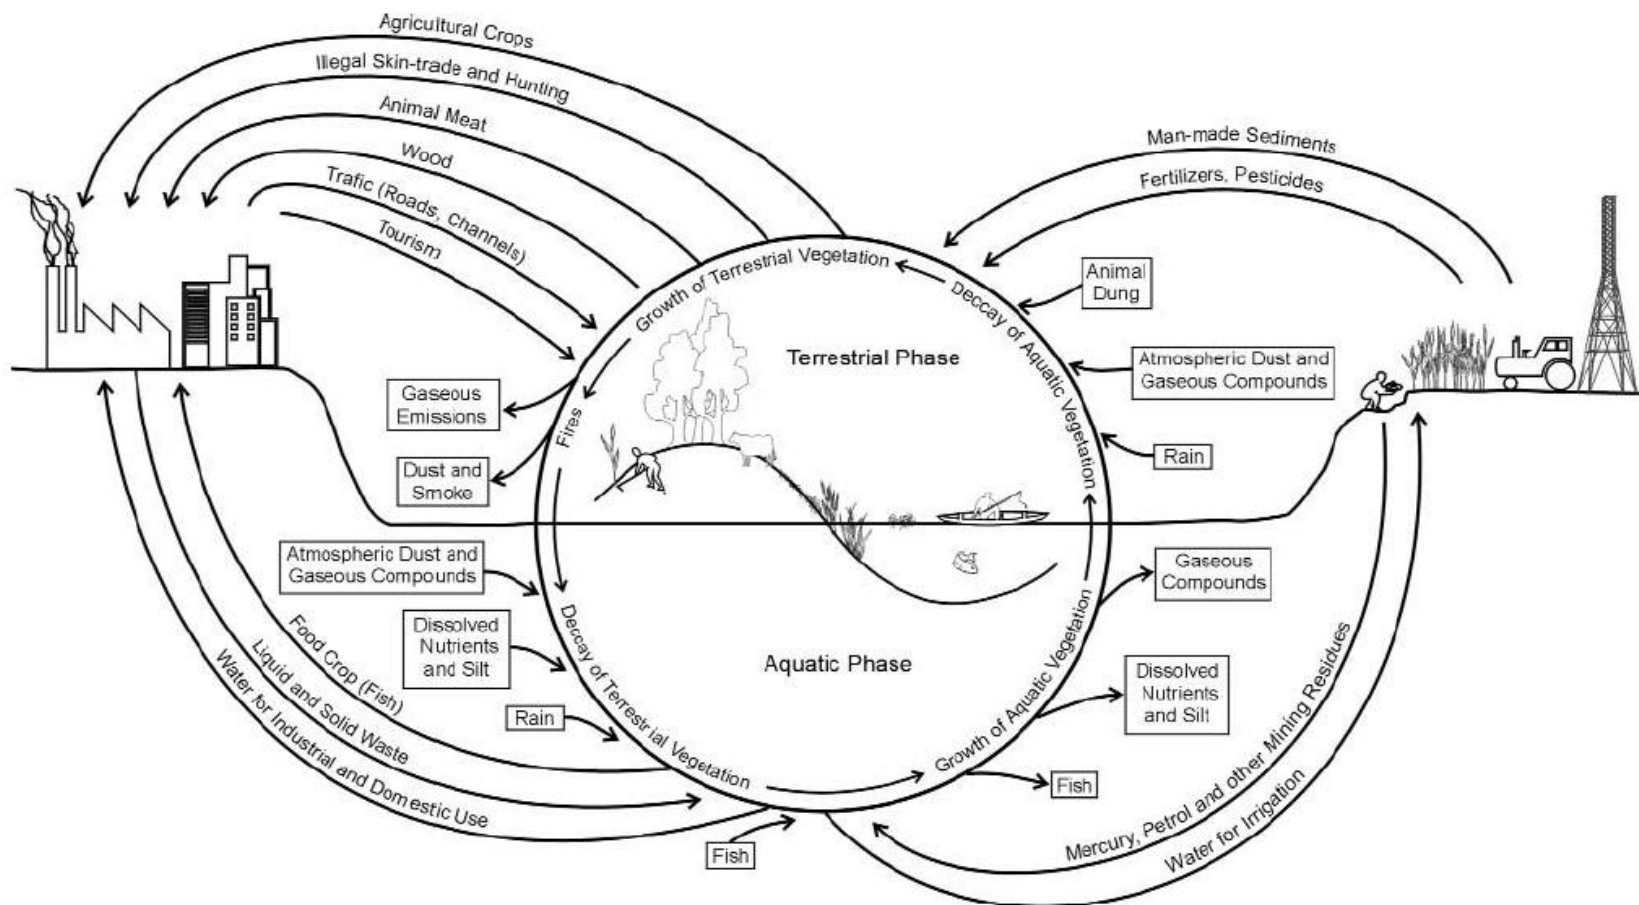 Agricultural Crops
Illegal Skin-trade and Hunting
Animal Meat
Wood
Trafic (Roads, channels)
Tourism
Man-made Sediments
Fertilizers, Pesticides
Growth of Terrestrial Vegetation
Deccay of Aquatic Vegetation
Animal
Dung
Terrestrial Phase
Atmospheric Dust and
Gaseous Compounds
Gaseous
Emissions
Fires
Dust and
Smoke
Rain
Atmospheric Dust and
Gaseous Compounds
Gaseous
Compounds
Dissolved
Nutrients
and Silt
Aquatic Phase
Dissolved
Nutrients
and Silt
Rain
Deccay of Terrestrial Vegetation
Growth of Aquatic Vegetation
Fish
Fish
Food Crop (Fish)
Liquid and Solid Waste
Water for Industrial and Domestic Use
Mercury, Petrol and other Mining Residues
Water for Irrigation